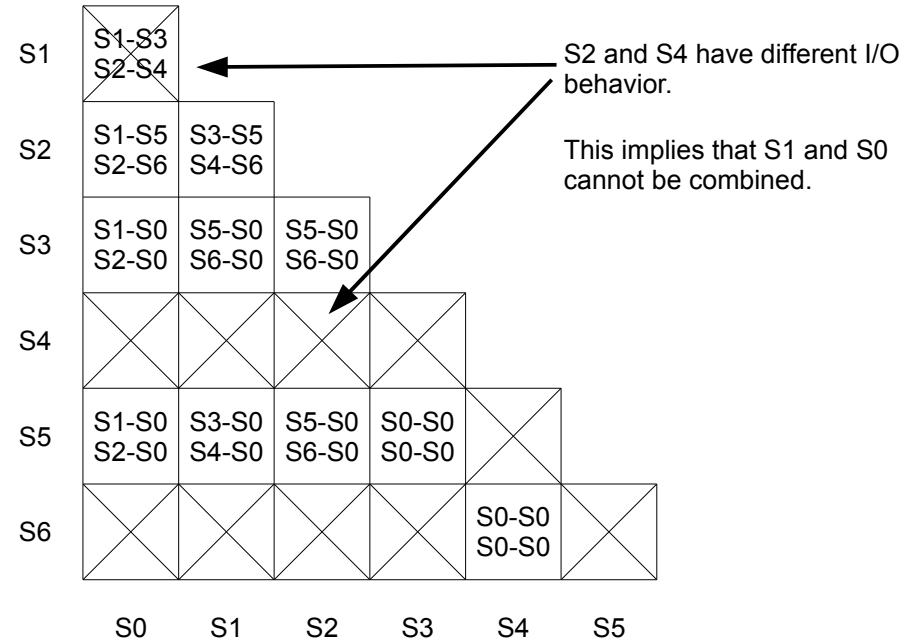 S1 S1-S3
S2-S4
S2 and S4 have different I/O
behavior.
This implies that S1 and S0
cannot be combined.
S2 S1-S5 S3-S5
S2-S6 S4-S6
S3 S1-S0 S5-S0 S5-S0
S2-S0 S6-S0 S6-S0
S4
S5 S1-S0 S3-S0 S5-S0 S0-S0
S2-S0 S4-S0 S6-S0 S0-S0
S6 S0-S0
S0-S0
S0 S1 S2 S3 S4 S5